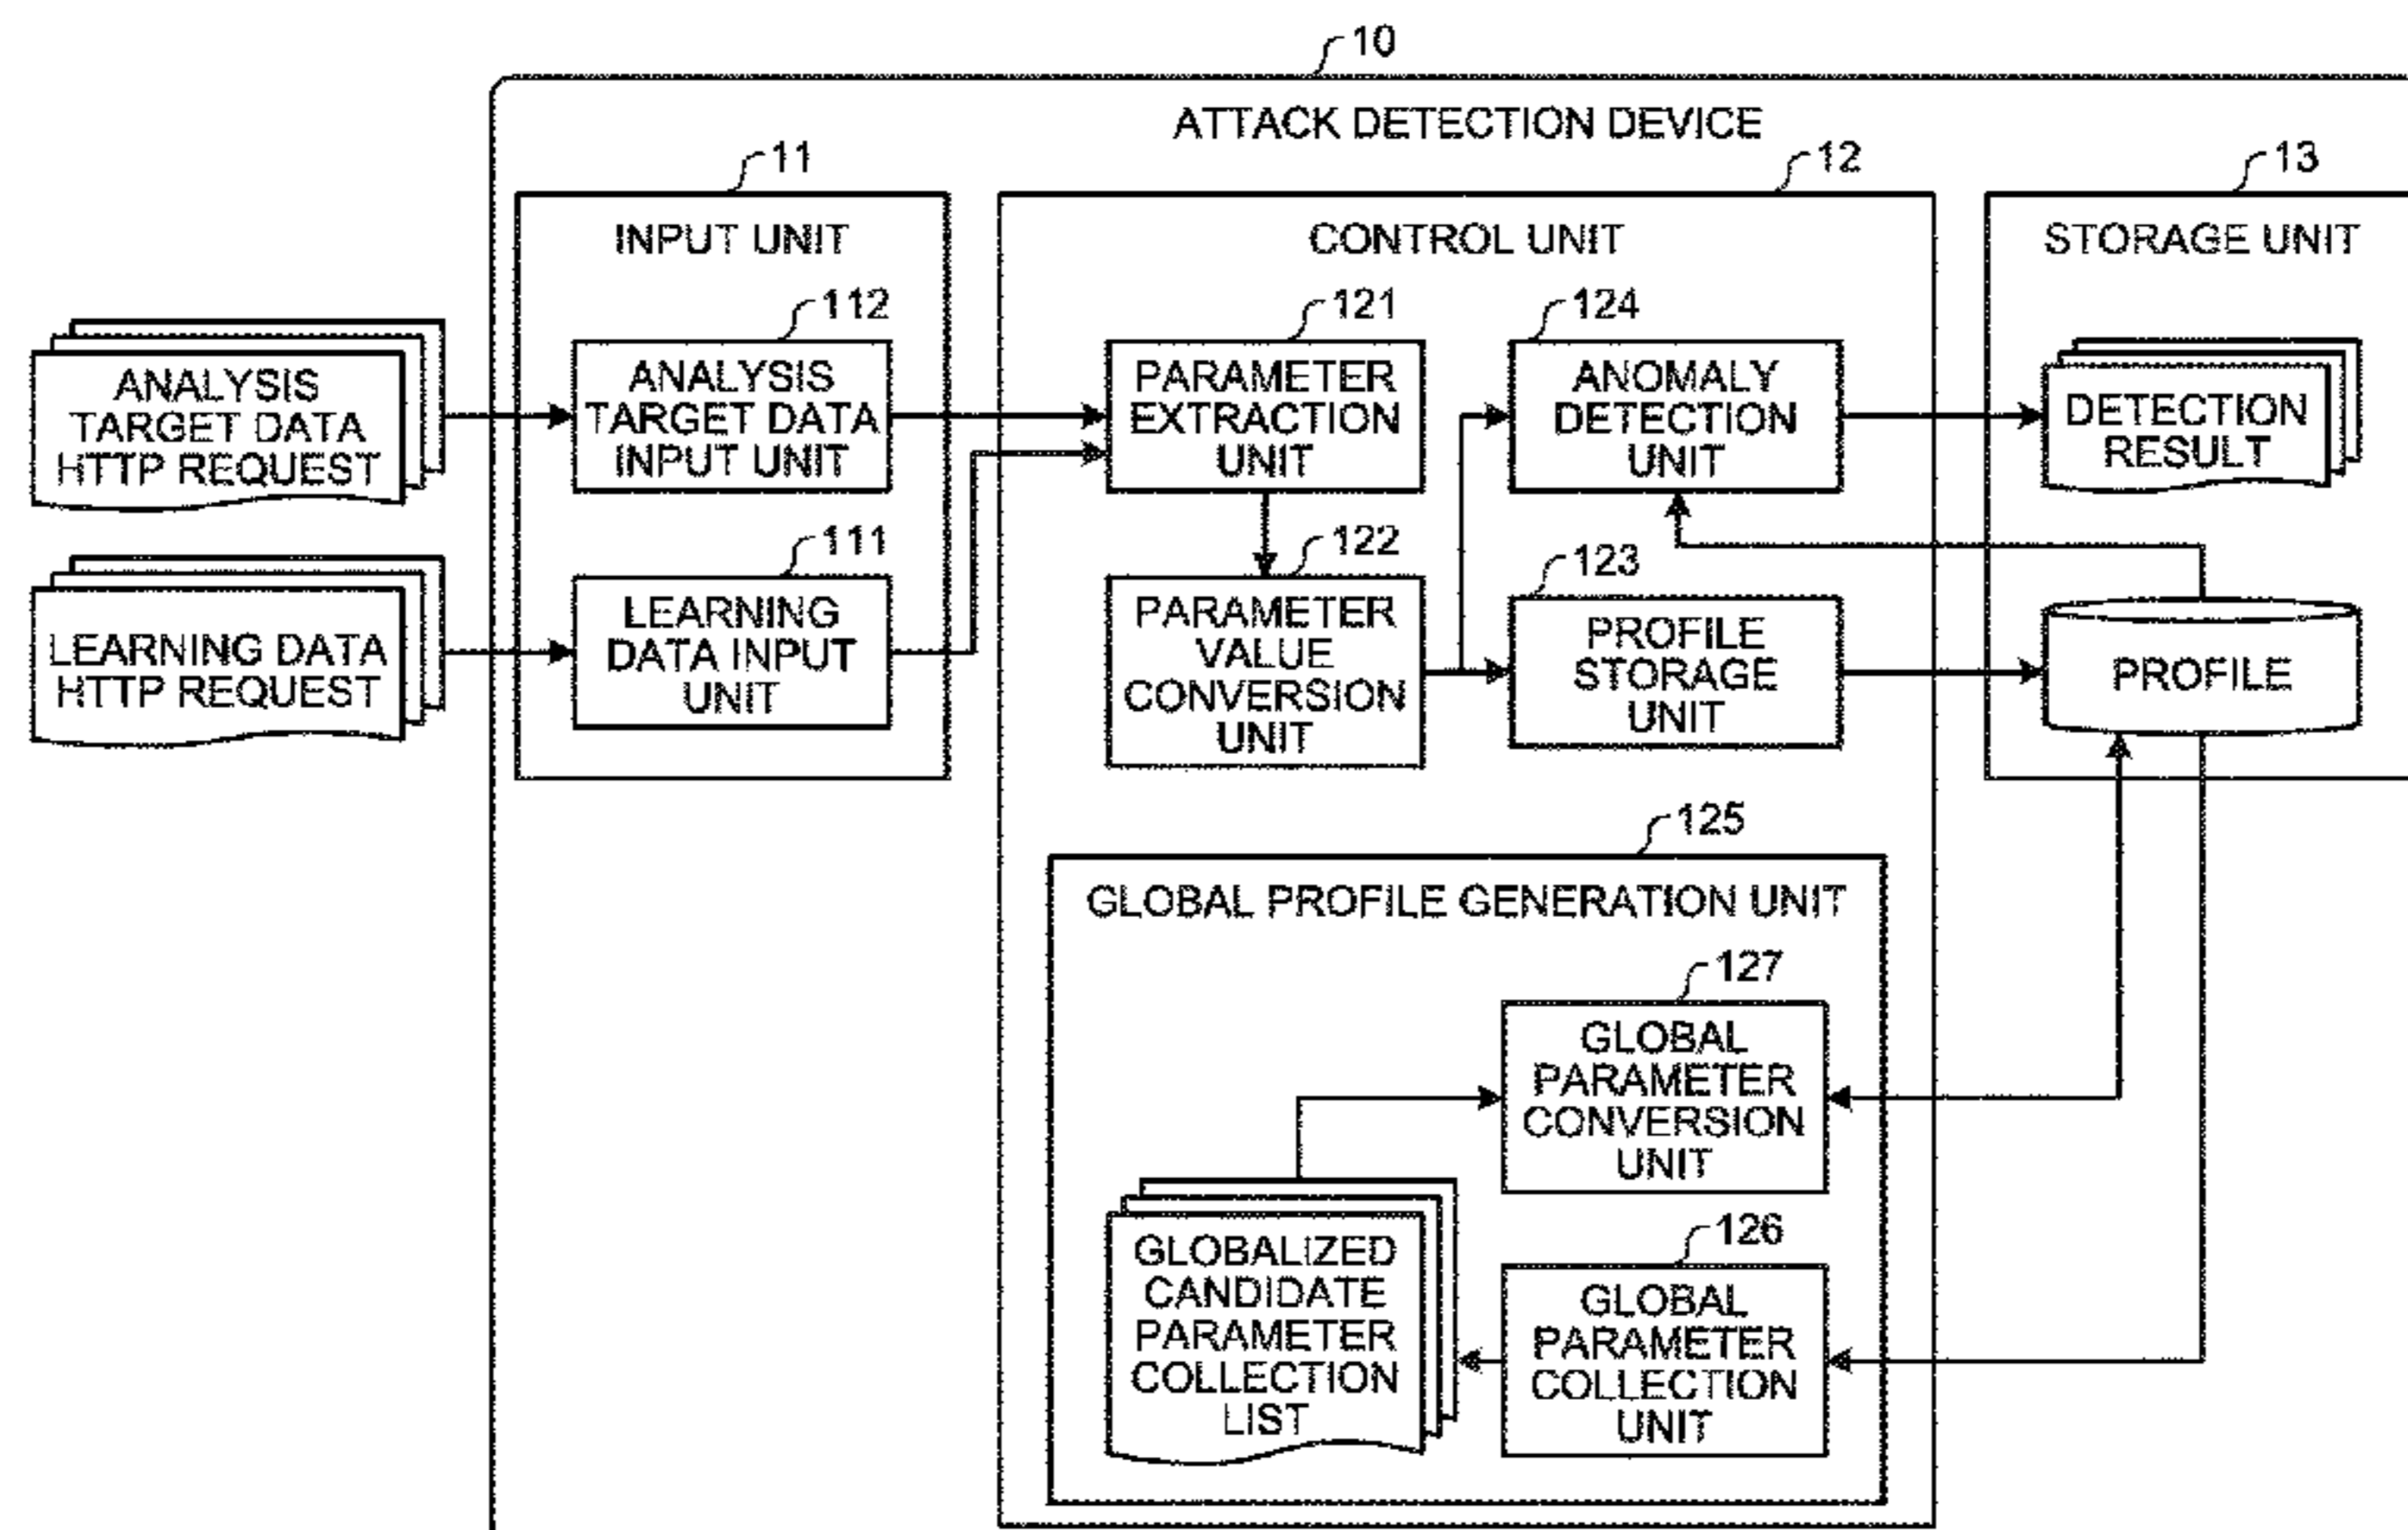 10
ATTACK DETECTION DEVICE
11
INPUT UNIT
12
CONTROL UNIT
13
STORAGE UNIT
ANALYSIS
TARGET DATA
HTTP REQUEST
112
ANALYSIS
TARGET DATA
INPUT UNIT
121
PARAMETER
EXTRACTION
UNIT
124
ANOMALY
DETECTION
UNIT
DETECTION
RESULT
LEARNING DATA
HTTP REQUEST
111
LEARNING
DATA INPUT
UNIT
122
PARAMETER
VALUE
CONVERSION
UNIT
123
PROFILE
STORAGE
UNIT
PROFILE
125
GLOBAL PROFILE GENERATION UNIT
127
GLOBAL
PARAMETER
CONVERSION
UNIT
GLOBALIZED
CANDIDATE
PARAMETER
COLLECTION
LIST
126
GLOBAL
PARAMETER
COLLECTION
UNIT